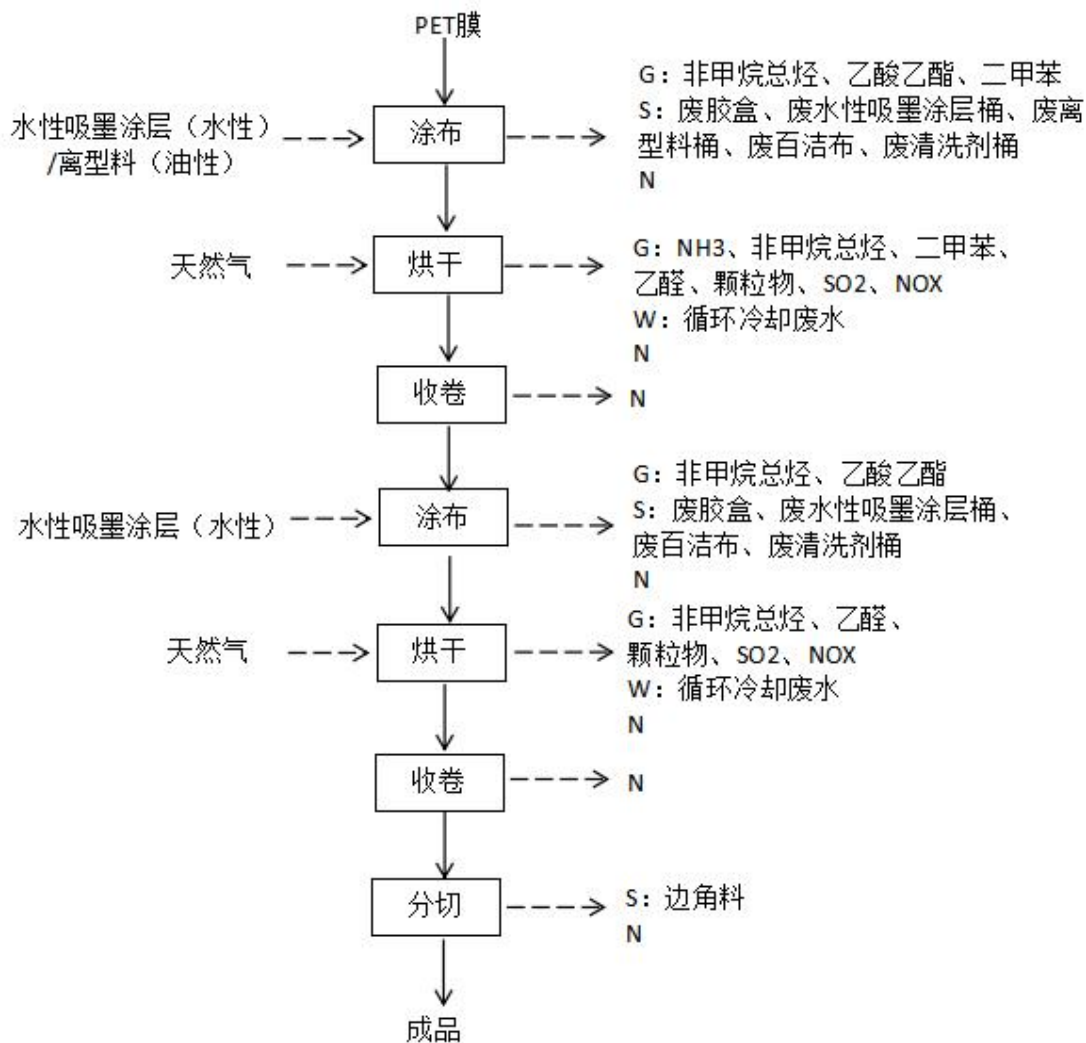 PET膜
G：非甲烷总烃、乙酸乙酯、二甲苯
S：废胶盒、废水性吸墨涂层桶、废离
型料桶、废百洁布、废清洗剂桶
N
水性吸墨涂层（水性）
/离型料（油性）
涂布
G：NH3、非甲烷总烃、二甲苯、
乙醛、颗粒物、SO2、NOX
W：循环冷却废水
N
天然气
烘干
收卷
N
G：非甲烷总烃、乙酸乙酯
S：废胶盒、废水性吸墨涂层桶、
废百洁布、废清洗剂桶
N
水性吸墨涂层（水性）
涂布
G：非甲烷总烃、乙醛、
颗粒物、SO2、NOX
W：循环冷却废水
N
天然气
烘干
收卷
N
分切
S：边角料
N
成品